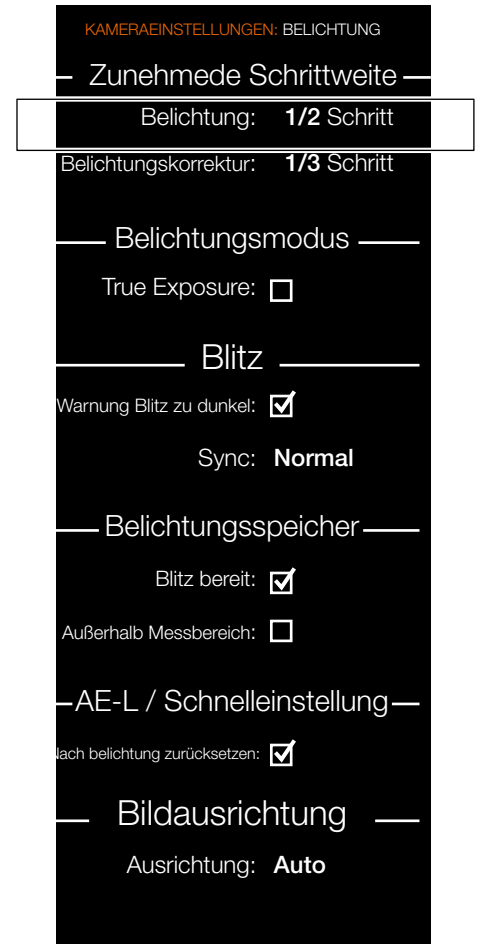 KAMERAEINSTELLUNGEN: BELICHTUNG
Zunehmede Schrittweite
Belichtung: 1/2 Schritt
Belichtungskorrektur: 1/3 Schritt
Belichtungsmodus
True Exposure:
Blitz
Warnung Blitz zu dunkel:
Sync: Normal
Belichtungsspeicher
Blitz bereit:
Außerhalb Messbereich:
AE-L / Schnelleinstellung
Nach belichtung zurücksetzen:
Bildausrichtung
Ausrichtung: Auto